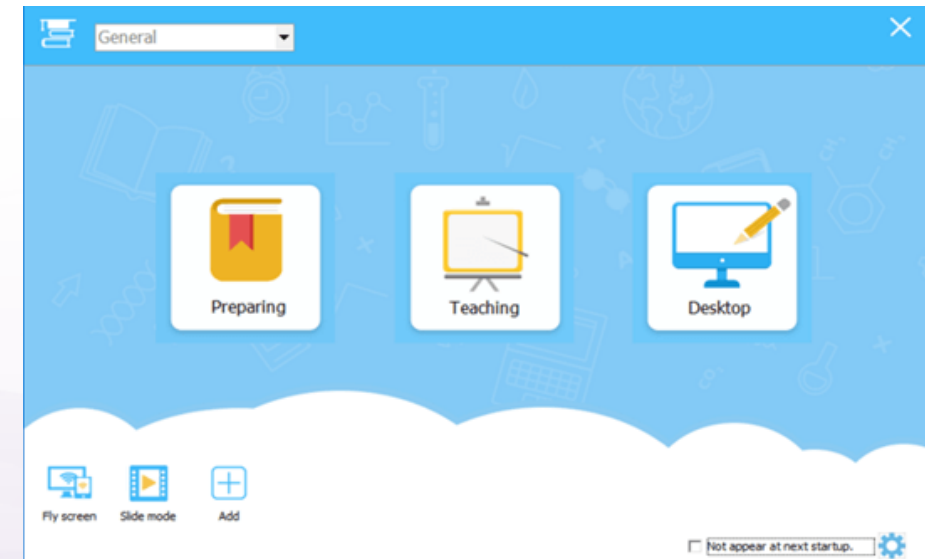 General
Preparing
Teaching
Desktop
Fly screen
Slide mode
Add
Not appear at next startup.